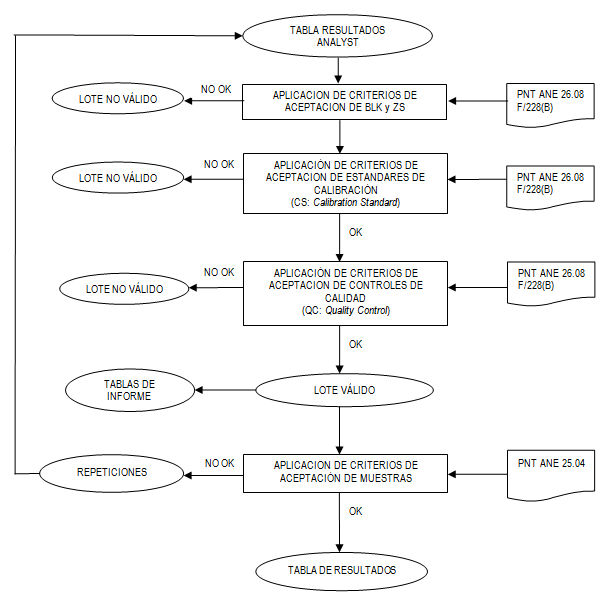 TABLA RESULTADOS
ANALYST
NO OK
LOTE NO VÁLIDO
APLICACION DE CRITERIOS DE
ACEPTACION DE BLK y ZS
PNT ANE 26.08
F/228(B)
NO OK
LOTE NO VÁLIDO
APLICACIÓN DE CRITERIOS DE
ACEPTACION DE ESTANDARES DE
CALIBRACIÓN
(CS: Calibration Standard)
PNT ANE 26.08
F/228(B)
OK
NO OK
LOTE NO VÁLIDO
APLICACIÓN DE CRITERIOS DE
ACEPTACION DE CONTROLES DE
CALIDAD
(QC: Quality Control)
PNT ANE 26.08
F/228(B)
OK
TABLAS DE
INFORME
LOTE VÁLIDO
NO OK
REPETICIONES
APLICACION DE CRITERIOS DE
ACEPTACIÓN DE MUESTRAS
PNT ANE 25.04
OK
TABLA DE RESULTADOS